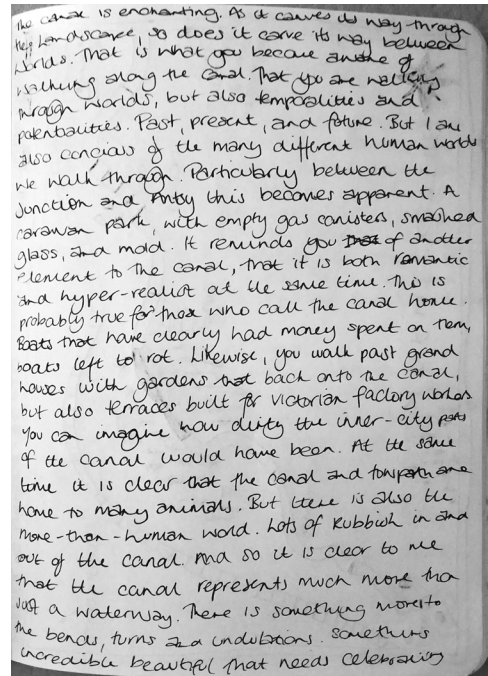 The canal is enchanting. As it carves its way through
the landscape, so does it carve its way between
worlds. That is what you become aware of
walking along the canal. That you are walking
through worlds, but also temporalities and
potentialities. Past, present, and future. But I am
also concious of the many different human worlds
we walk through. Particularly between the
Junction and this becomes apparent. A
caravan park, with empty gas canisters, smashed
glass, and mold. It reminds you of another
element to the canal, that it is both romantic
and hyper-realist at the same time. This is
probably true for those who call the canal home.
Boats that have clearly had money spent on them,
boats left to rot. Likewise, you walk past grand
houses with gardens that back onto the canal,
but also terraces built for Victorian factory workers
You can imagine how dirty the inner-city parts
of the canal would have been. At the same
time it is clear that the canal and towpath are
home to many animals. But there is also the
more-than-human world. Lots of Rubbish in and
out of the canal. And so it is clear to me
that the canal represents much more than
just a waterway. There is something more to
the bends, turns and undulations. Something
incredible beautiful that needs celebrating